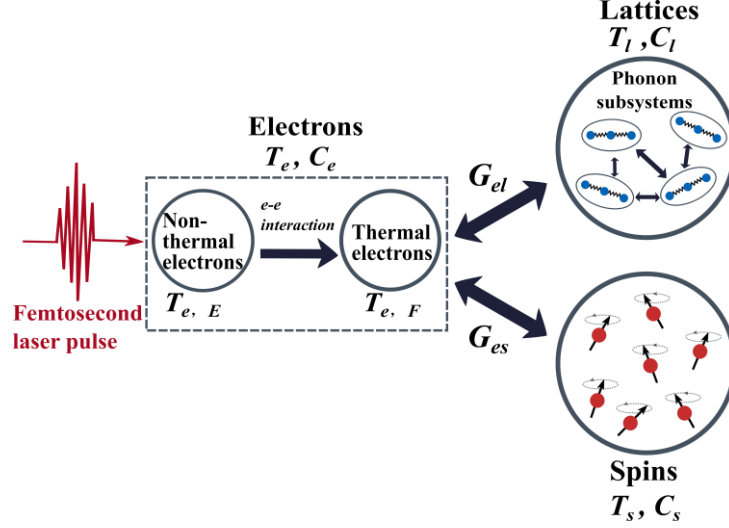 Lattices
T_l ,C_l
Phonon
subsystems
Electrons
T_e, C_e
Non-
thermal
electrons
e-e
interaction
Thermal
electrons
T_e, E
T_e, F
Femtosecond
laser pulse
G_el
G_es
Spins
T_s, C_s